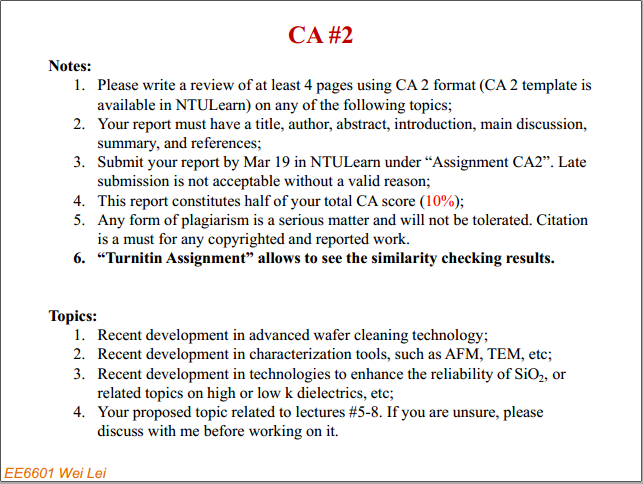 CA #2
Notes:
1. Please write a review of at least 4 pages using CA 2 format (CA 2 template is
available in NTULearn) on any of the following topics;
2. Your report must have a title, author, abstract, introduction, main discussion,
summary, and references;
3. Submit your report by Mar 19 in NTULearn under “Assignment CA2”. Late
submission is not acceptable without a valid reason;
4. This report constitutes half of your total CA score (10%);
5. Any form of plagiarism is a serious matter and will not be tolerated. Citation
is a must for any copyrighted and reported work.
6. “Turnitin Assignment” allows to see the similarity checking results.
Topics:
1. Recent development in advanced wafer cleaning technology;
2. Recent development in characterization tools, such as AFM, TEM, etc;
3. Recent development in technologies to enhance the reliability of SiO₂, or
related topics on high or low k dielectrics, etc;
4. Your proposed topic related to lectures #5-8. If you are unsure, please
discuss with me before working on it.
EE6601 Wei Lei